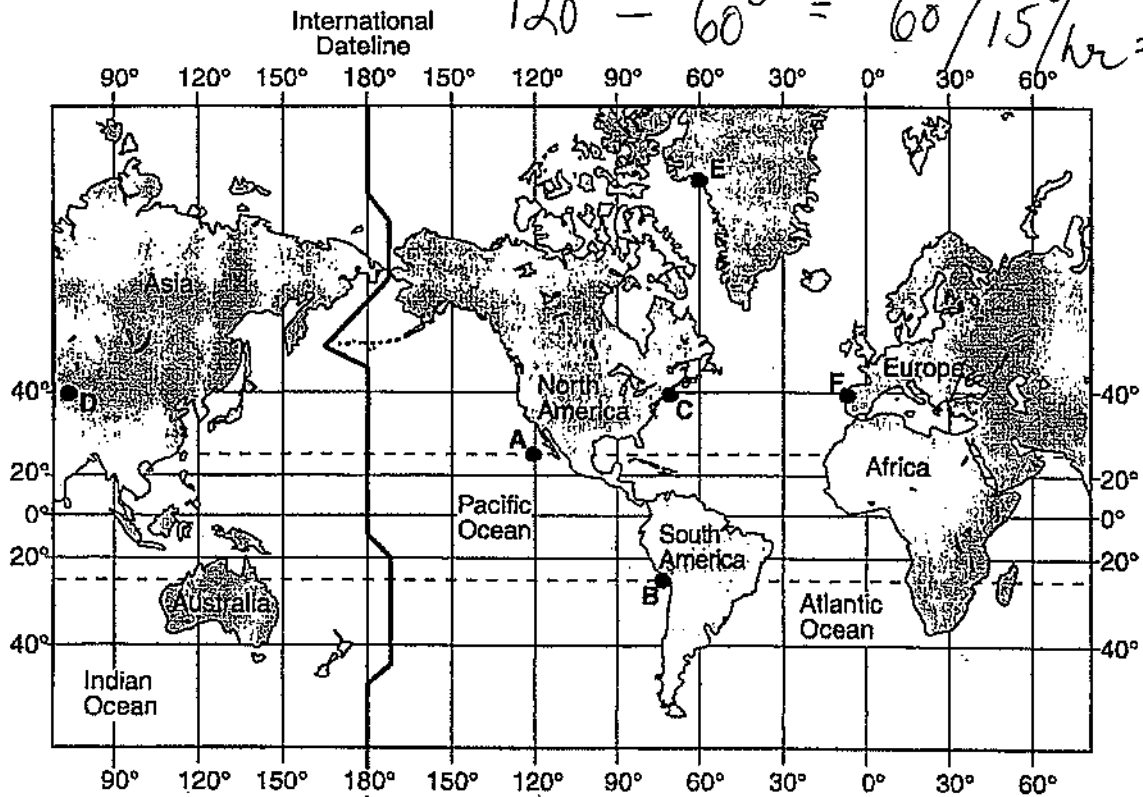 120 - 60° = 60/15°/hr =
International
Dateline
90° 120° 150° 180° 150° 120° 90° 60° 30° 0° 30° 60°
E
Asia
Europe
North
America
40° D C F 40°
A
Africa
20° 20°
Pacific
Ocean
0° 0°
South
America
20° 20°
B
Australia
Atlantic
Ocean
40° 40°
Indian
Ocean
90° 120° 150° 180° 150° 120° 90° 60° 30° 0° 30° 60°